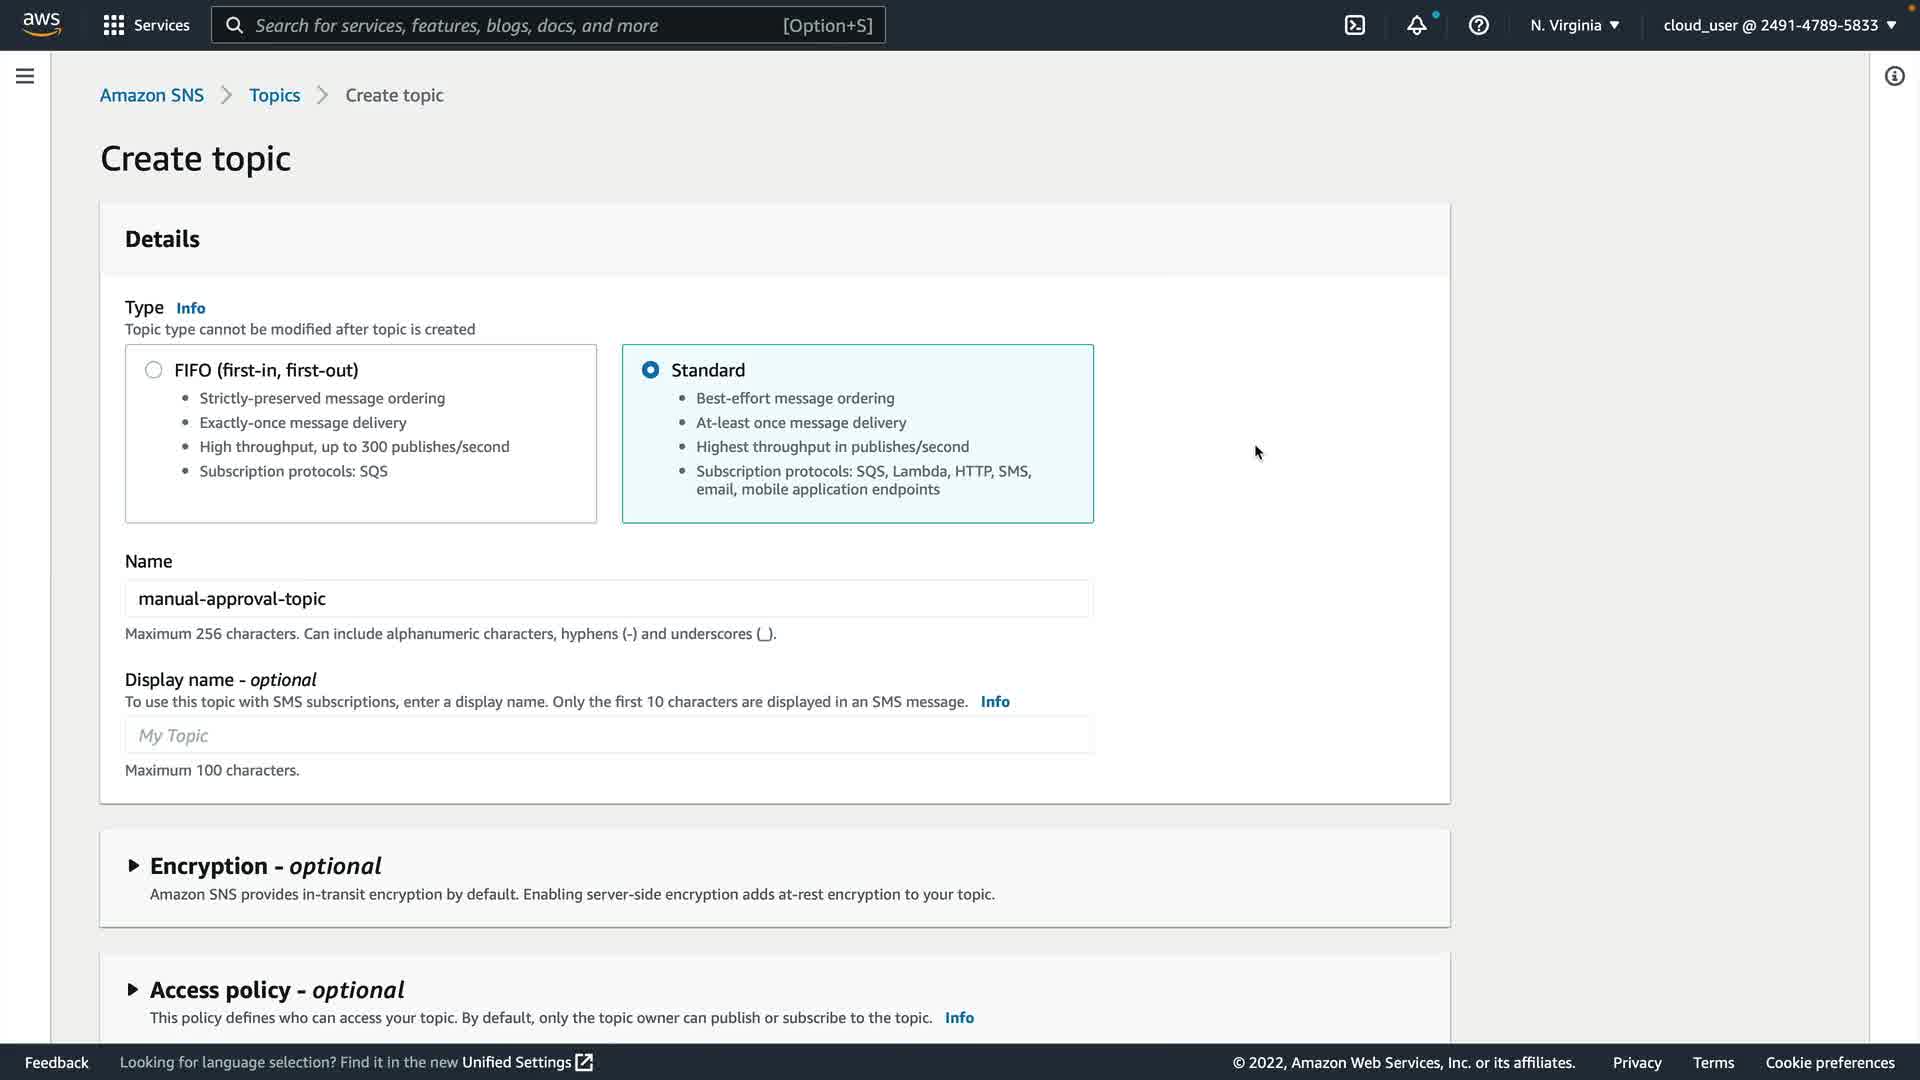 aws
Services
Search for services, features, blogs, docs, and more
[Option+S]
N. Virginia
cloud_user @ 2491-4789-5833
Amazon SNS
Topics
Create topic
Create topic
Details
Type Info
Topic type cannot be modified after topic is created
FIFO (first-in, first-out)
• Strictly-preserved message ordering
• Exactly-once message delivery
• High throughput, up to 300 publishes/second
• Subscription protocols: SQS
Standard
• Best-effort message ordering
• At-least once message delivery
• Highest throughput in publishes/second
• Subscription protocols: SQS, Lambda, HTTP, SMS,
email, mobile application endpoints
Name
manual-approval-topic
Maximum 256 characters. Can include alphanumeric characters, hyphens (-) and underscores (_).
Display name - optional
To use this topic with SMS subscriptions, enter a display name. Only the first 10 characters are displayed in an SMS message. Info
My Topic
Maximum 100 characters.
Encryption - optional
Amazon SNS provides in-transit encryption by default. Enabling server-side encryption adds at-rest encryption to your topic.
Access policy - optional
This policy defines who can access your topic. By default, only the topic owner can publish or subscribe to the topic. Info
Feedback
Looking for language selection? Find it in the new Unified Settings
© 2022, Amazon Web Services, Inc. or its affiliates.
Privacy
Terms
Cookie preferences